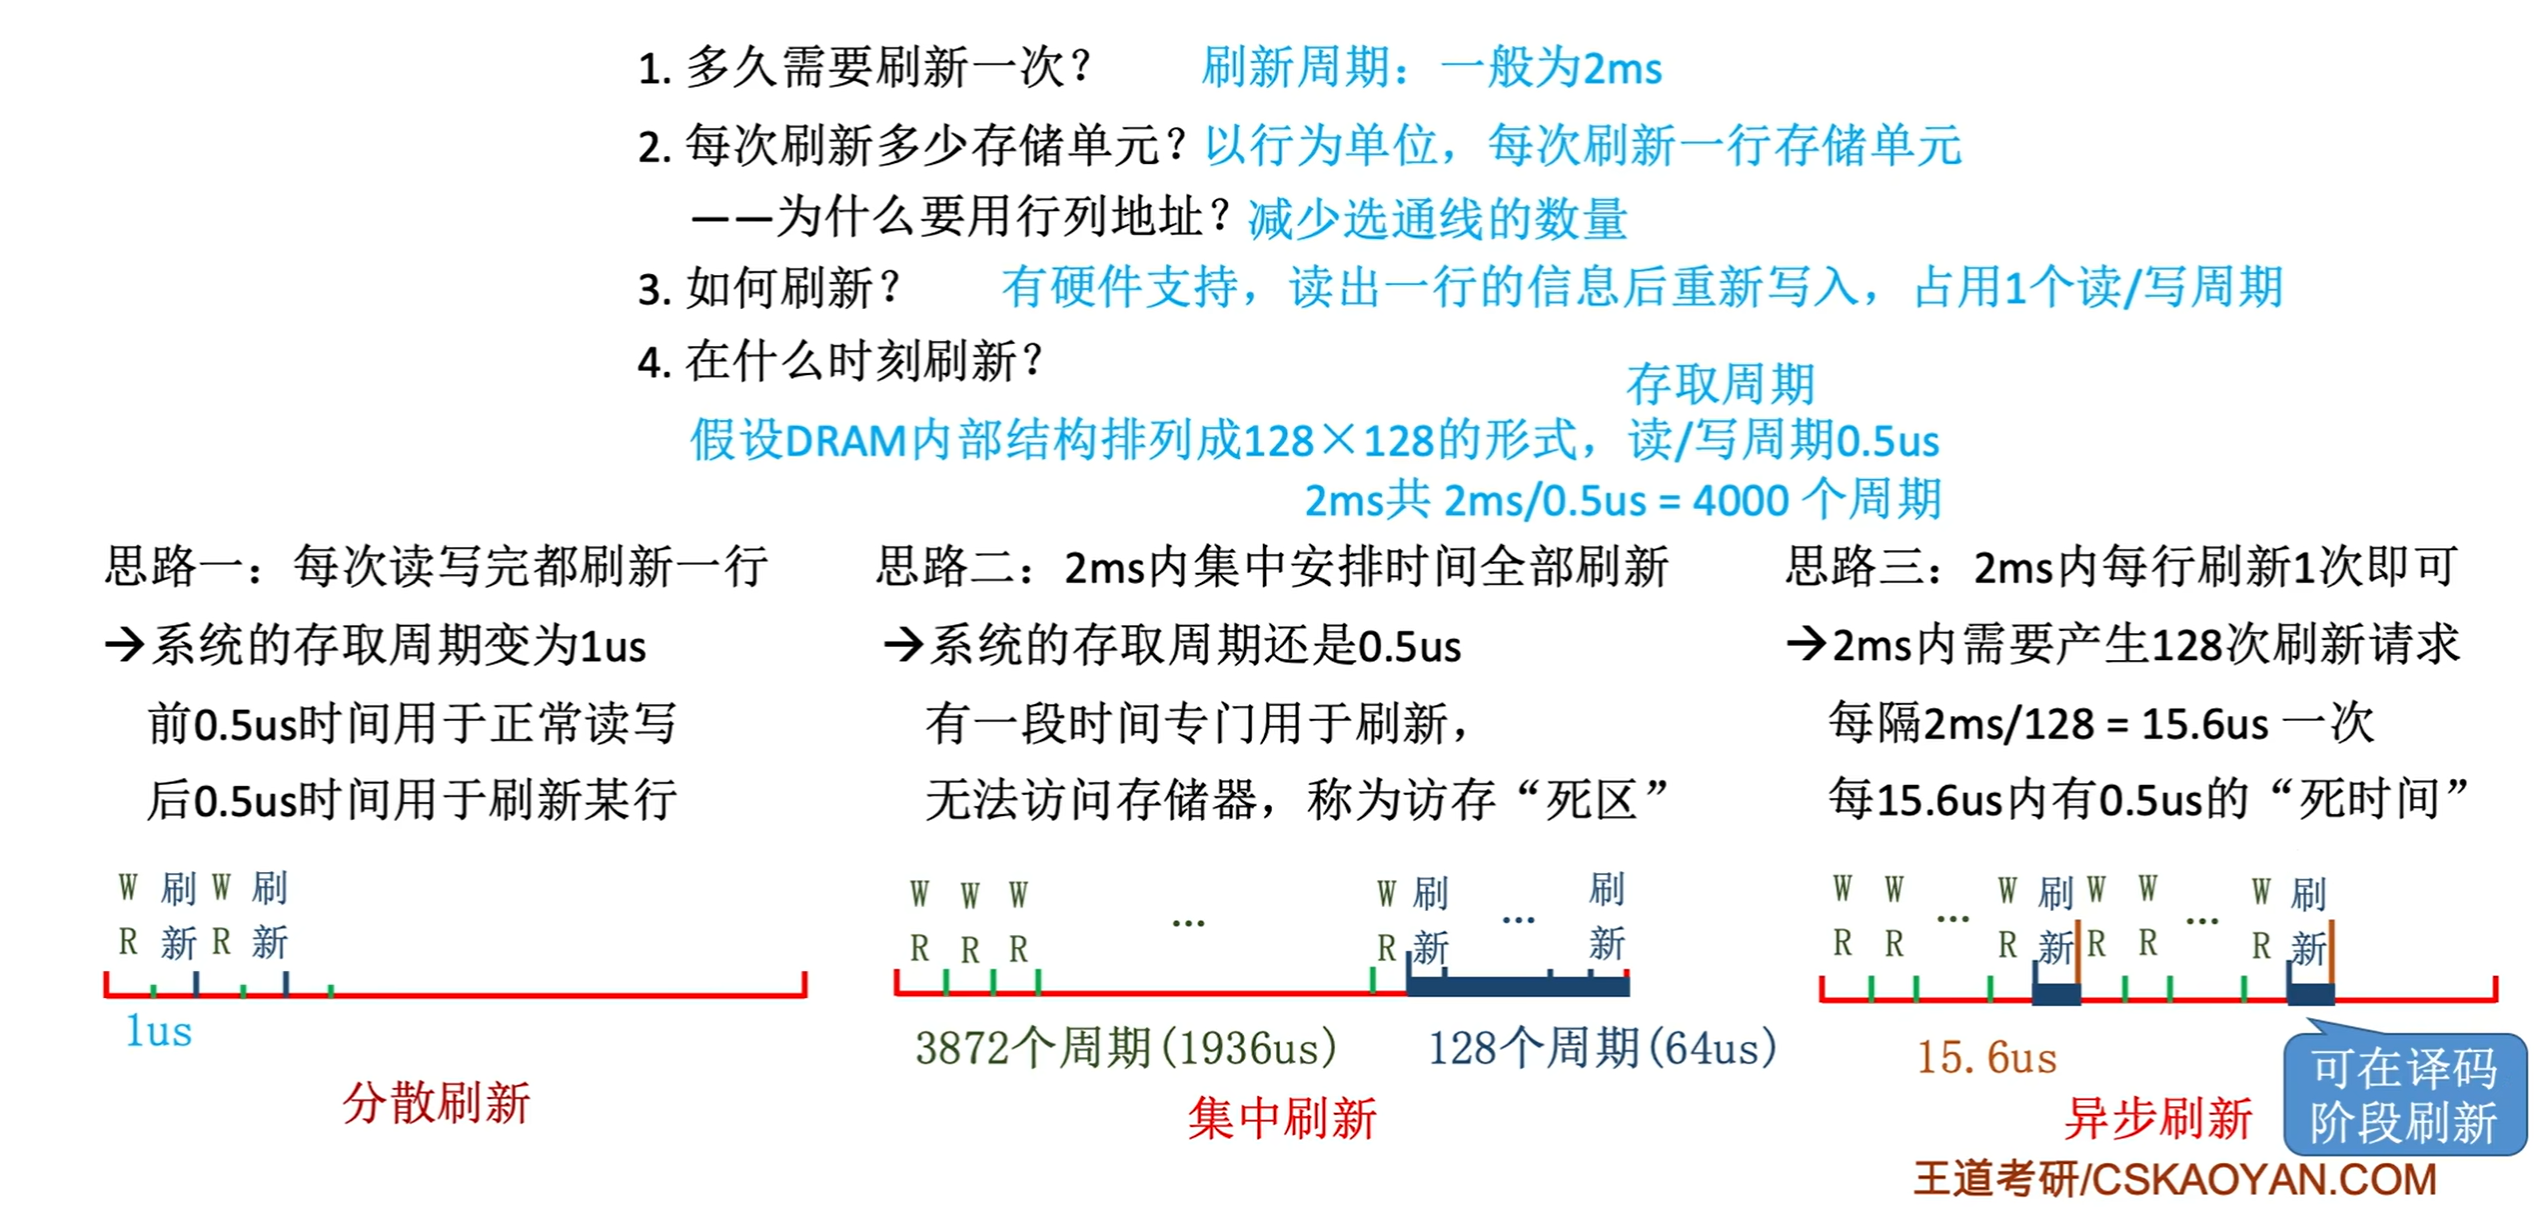 1. 多久需要刷新一次？ 刷新周期：一般为2ms
2. 每次刷新多少存储单元？以行为单位，每次刷新一行存储单元
——为什么要用行列地址？减少选通线的数量
3. 如何刷新？ 有硬件支持，读出一行的信息后重新写入，占用1个读/写周期
4. 在什么时刻刷新？
存取周期
假设DRAM内部结构排列成128×128的形式，读/写周期0.5us
2ms共 2ms/0.5us = 4000 个周期
思路一：每次读写完都刷新一行
→系统的存取周期变为1us
前0.5us时间用于正常读写
后0.5us时间用于刷新某行
W 刷 W 刷
R 新 R 新
1us
分散刷新
思路二：2ms内集中安排时间全部刷新
→系统的存取周期还是0.5us
有一段时间专门用于刷新，
无法访问存储器，称为访存“死区”
W W W ... W 刷 ... 刷
R R R R 新 新
3872个周期(1936us) 128个周期(64us)
集中刷新
思路三：2ms内每行刷新1次即可
→2ms内需要产生128次刷新请求
每隔2ms/128 = 15.6us 一次
每15.6us内有0.5us的“死时间”
W W ... W 刷 W W ... W 刷
R R R 新 R R R 新
15.6us
异步刷新
可在译码
阶段刷新
王道考研/CSKAOYAN.COM